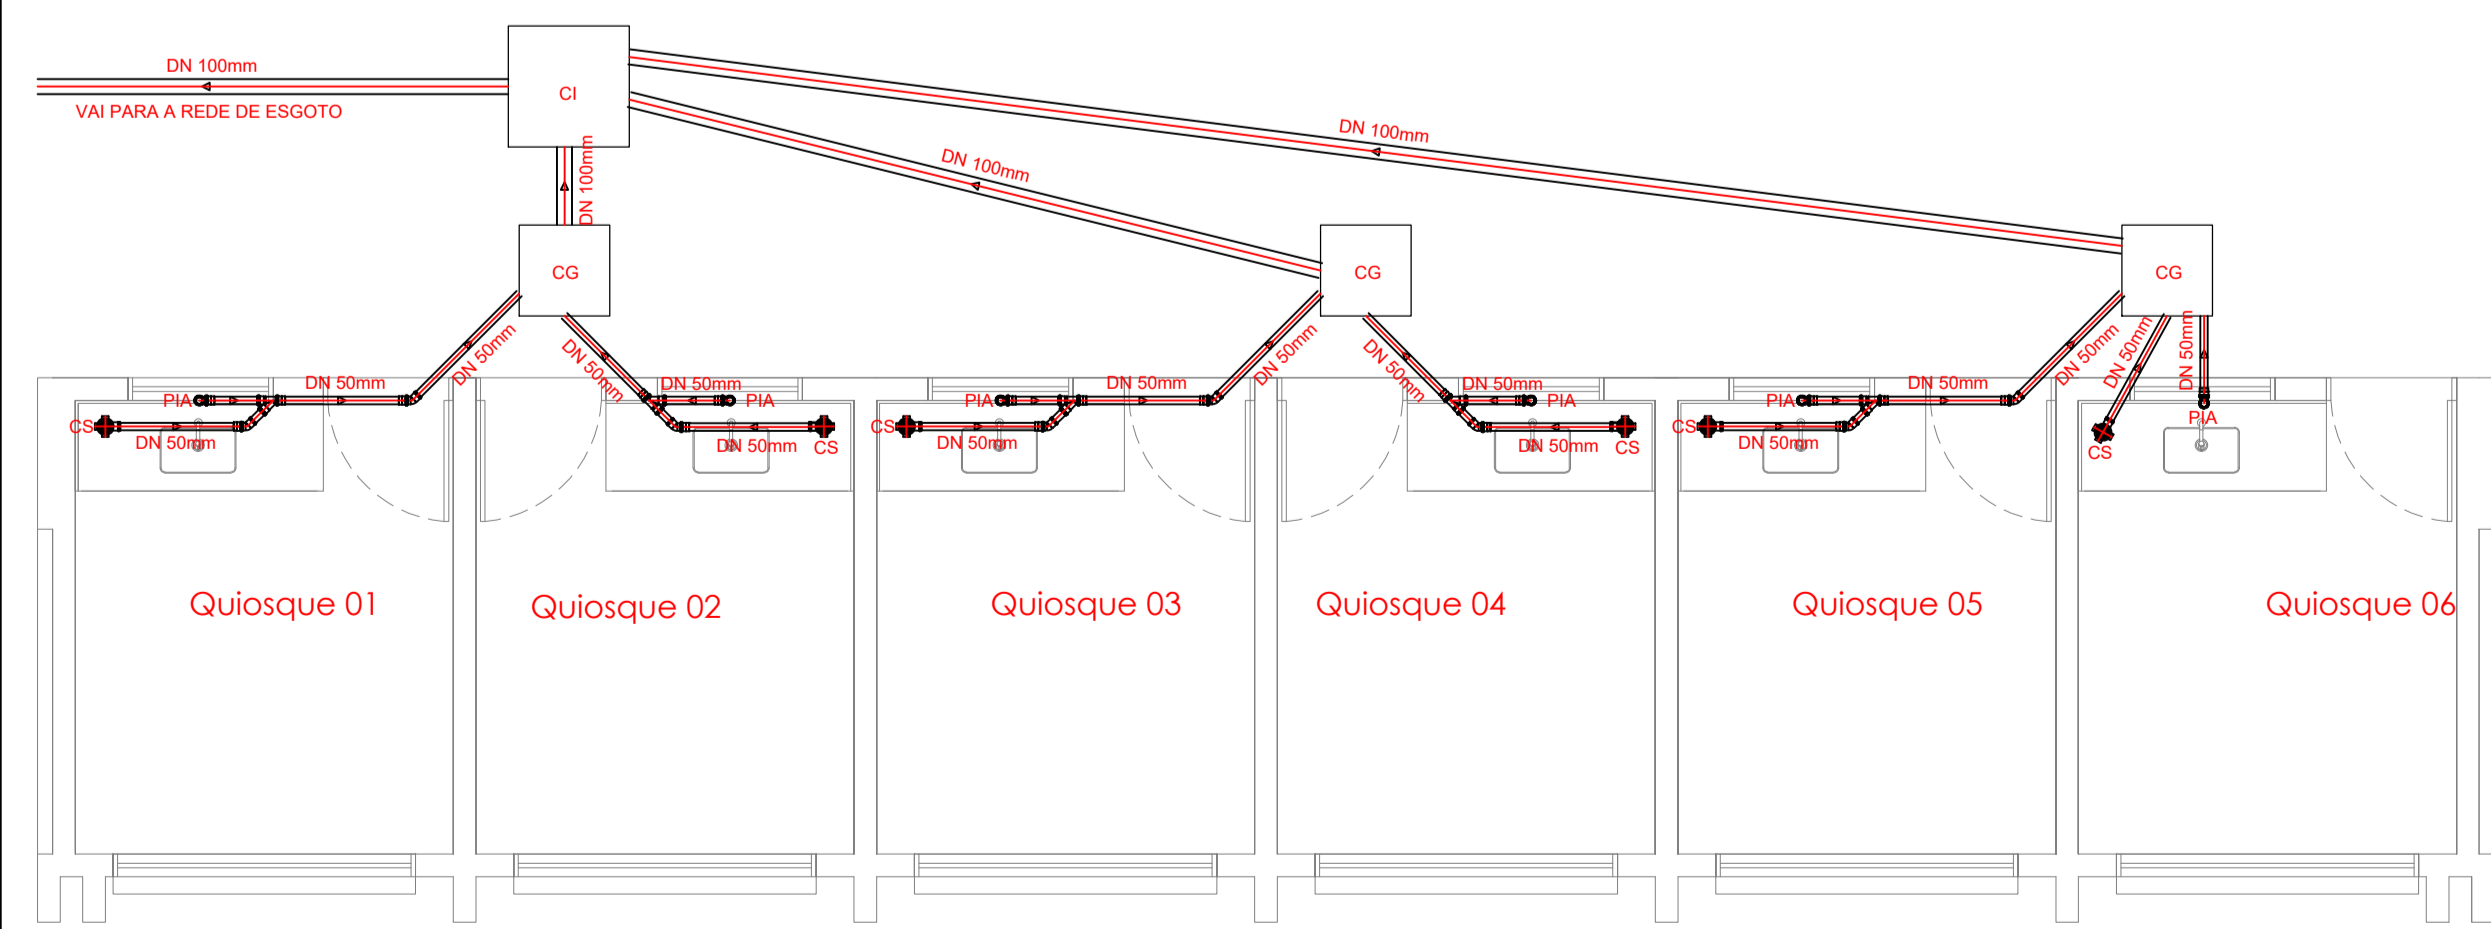 DN 100mm
VAI PARA A REDE DE ESGOTO
CI
DN 100mm
DN 100mm
DN 100mm
CG
CG
CG
DN 50mm
DN 50mm
DN 50mm
DN 50mm
DN 50mm
DN 50mm
DN 50mm
PIA
DN 50mm
DN 50mm
PIA
PIA
DN 50mm
DN 50mm
PIA
PIA
DN 50mm
PIA
CS
DN 50mm
DN 50mm
CS
CS
DN 50mm
DN 50mm
CS
CS
DN 50mm
CS
Quiosque 01
Quiosque 02
Quiosque 03
Quiosque 04
Quiosque 05
Quiosque 06